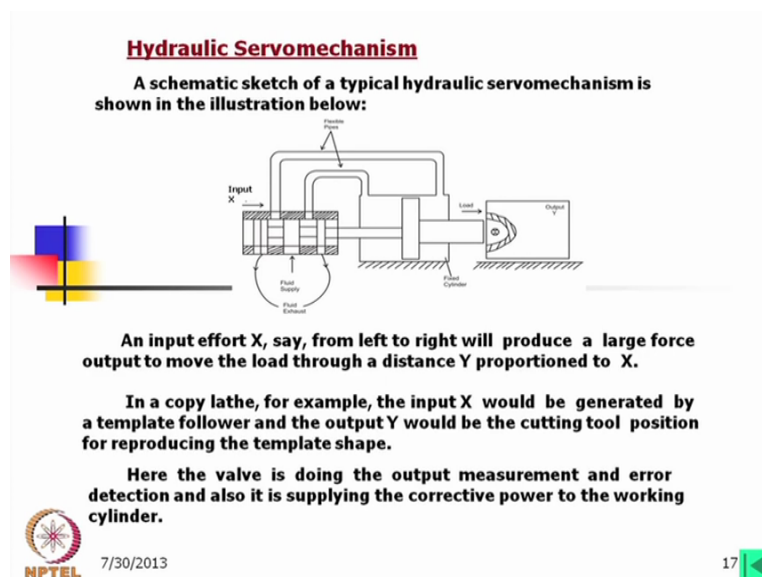 Hydraulic Servomechanism
A schematic sketch of a typical hydraulic servomechanism is
shown in the illustration below:
Flexible
Pipes
Input
X
Load
Output
Y
Fluid
Supply
Fixed
Cylinder
Fluid
Exhaust
An input effort X, say, from left to right will produce a large force
output to move the load through a distance Y proportioned to X.
In a copy lathe, for example, the input X would be generated by
a template follower and the output Y would be the cutting tool position
for reproducing the template shape.
Here the valve is doing the output measurement and error
detection and also it is supplying the corrective power to the working
cylinder.
NPTEL
7/30/2013
17